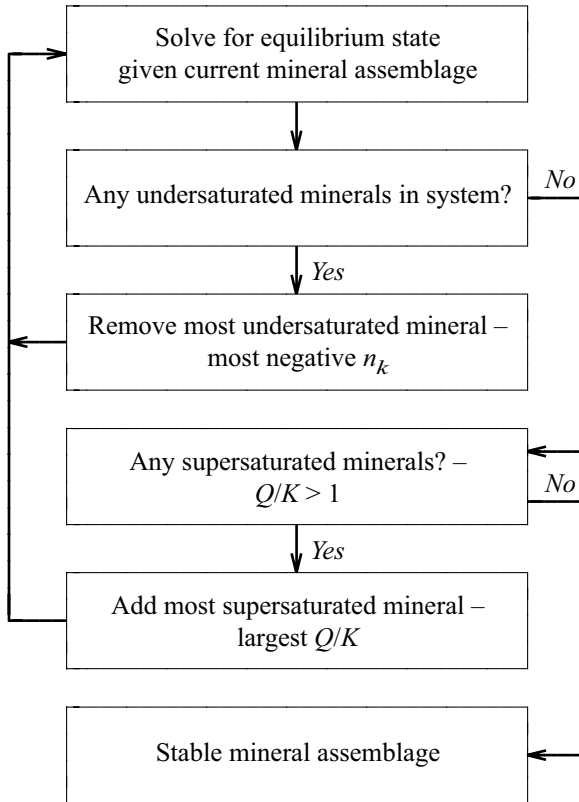 Solve for equilibrium state
given current mineral assemblage
Any undersaturated minerals in system?
No
Yes
Remove most undersaturated mineral –
most negative nₖ
Any supersaturated minerals? –
Q/K > 1
No
Yes
Add most supersaturated mineral –
largest Q/K
Stable mineral assemblage